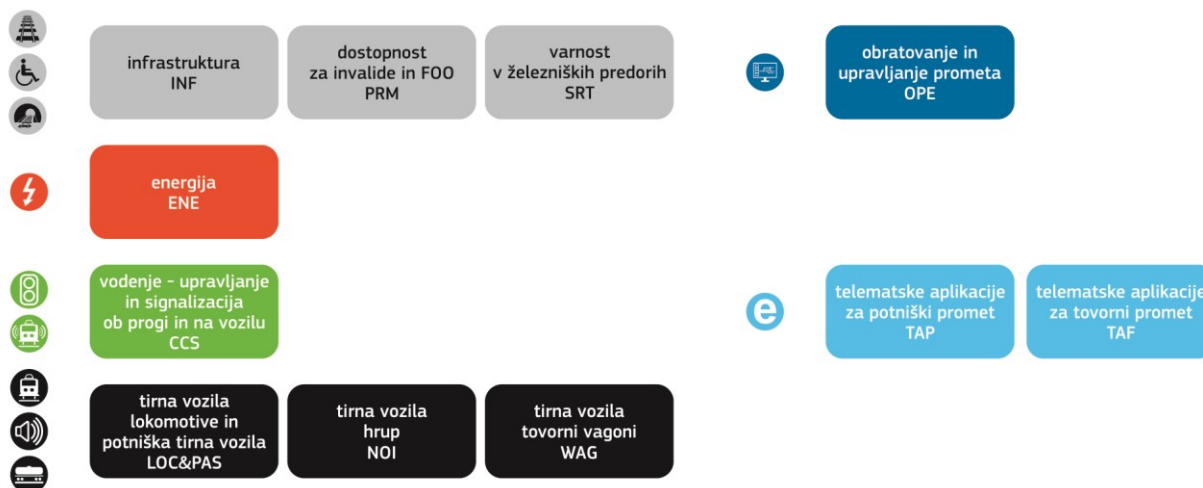 infrastruktura
INF
dostopnost
za invalide in FOO
PRM
varnost
v železniških predorih
SRT
obratovanje in
upravljanje prometa
OPE
energija
ENE
vodenje - upravljanje
in signalizacija
ob progi in na vozilu
CCS
e
telematske aplikacije
za potniški promet
TAP
telematske aplikacije
za tovorni promet
TAF
tirna vozila
lokomotive in
potniška tirna vozila
LOC&PAS
tirna vozila
hrup
NOI
tirna vozila
tovorni vagoni
WAG